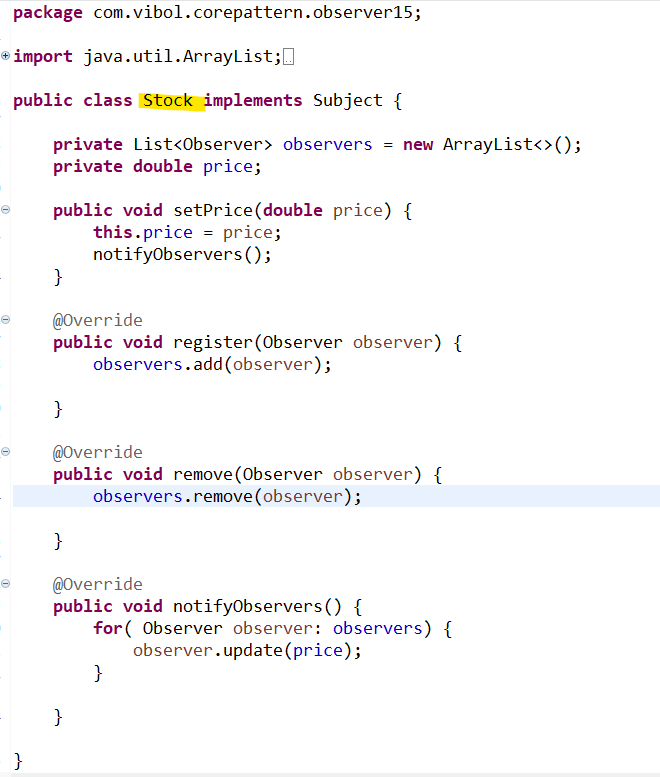 package com.vibol.corepattern.observer15;
import java.util.ArrayList;
public class Stock implements Subject {
private List<Observer> observers = new ArrayList<>();
private double price;
public void setPrice(double price) {
this.price = price;
notifyObservers();
}
@Override
public void register(Observer observer) {
observers.add(observer);
}
@Override
public void remove(Observer observer) {
observers.remove(observer);
}
@Override
public void notifyObservers() {
for( Observer observer: observers) {
observer.update(price);
}
}
}